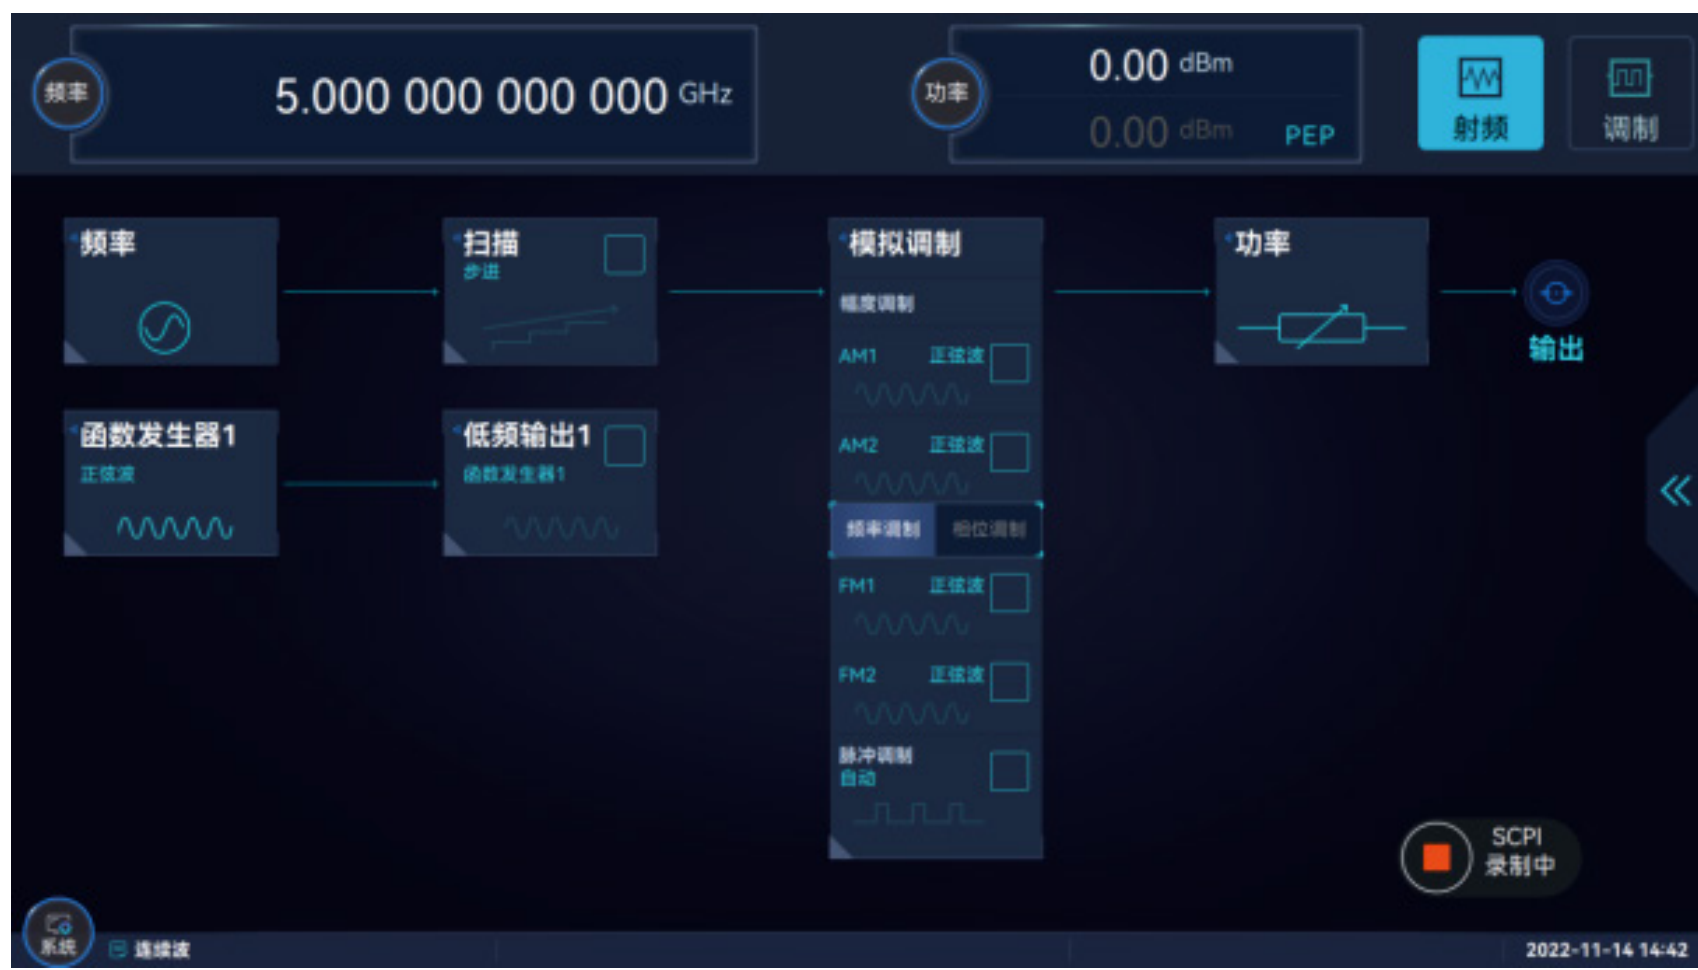 频率
5.000 000 000 000 GHz
功率
0.00 dBm
0.00 dBm PEP
射频
调制
频率
扫描
步进
模拟调制
幅度调制
AM1 正弦波
AM2 正弦波
频率调制 相位调制
FM1 正弦波
FM2 正弦波
脉冲调制
自动
功率
输出
函数发生器1
正弦波
低频输出1
函数发生器1
SCPI
录制中
系统
连续波
2022-11-14 14:42